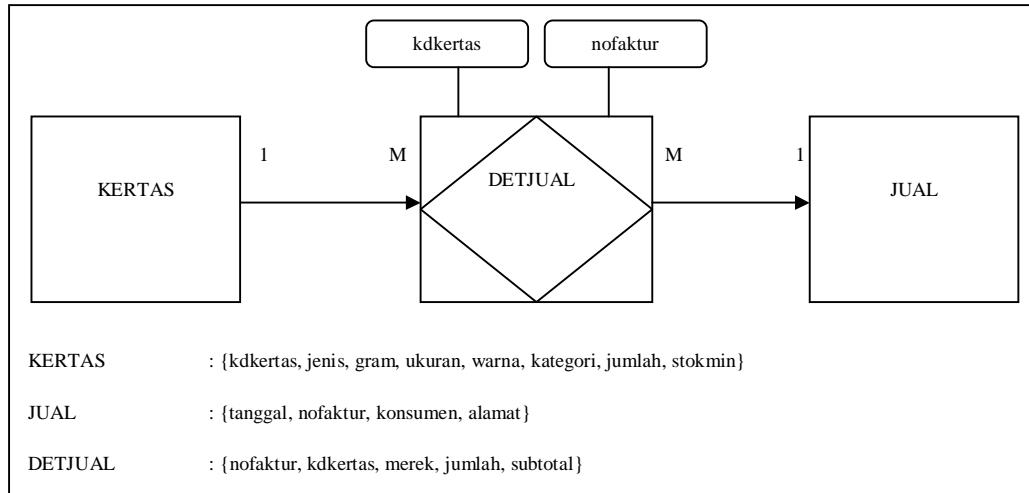 kdkertas nofaktur
1 M M 1
KERTAS DETJUAL JUAL
KERTAS : {kdkertas, jenis, gram, ukuran, warna, kategori, jumlah, stokmin}
JUAL : {tanggal, nofaktur, konsumen, alamat}
DETJUAL : {nofaktur, kdkertas, merek, jumlah, subtotal}